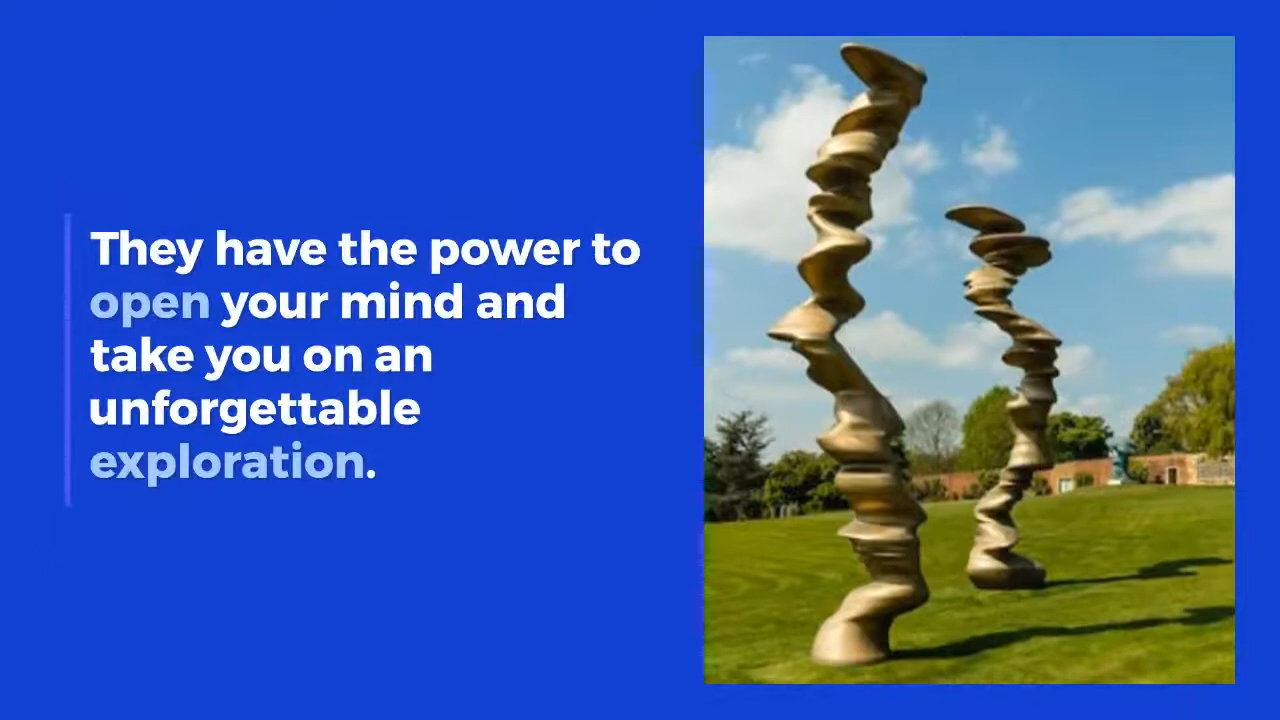 They have the power to
open your mind and
take you on an
unforgettable
exploration.